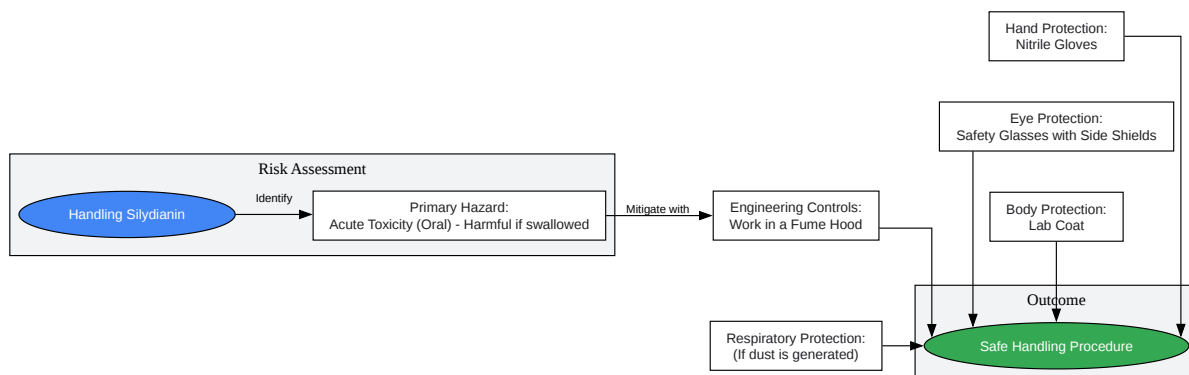 Hand Protection:
Nitrile Gloves
Eye Protection:
Safety Glasses with Side Shields
Risk Assessment
Handling Silydianin
Identify
Primary Hazard:
Acute Toxicity (Oral) - Harmful if swallowed
Mitigate with
Engineering Controls:
Work in a Fume Hood
Body Protection:
Lab Coat
Outcome
Respiratory Protection:
(If dust is generated)
Safe Handling Procedure